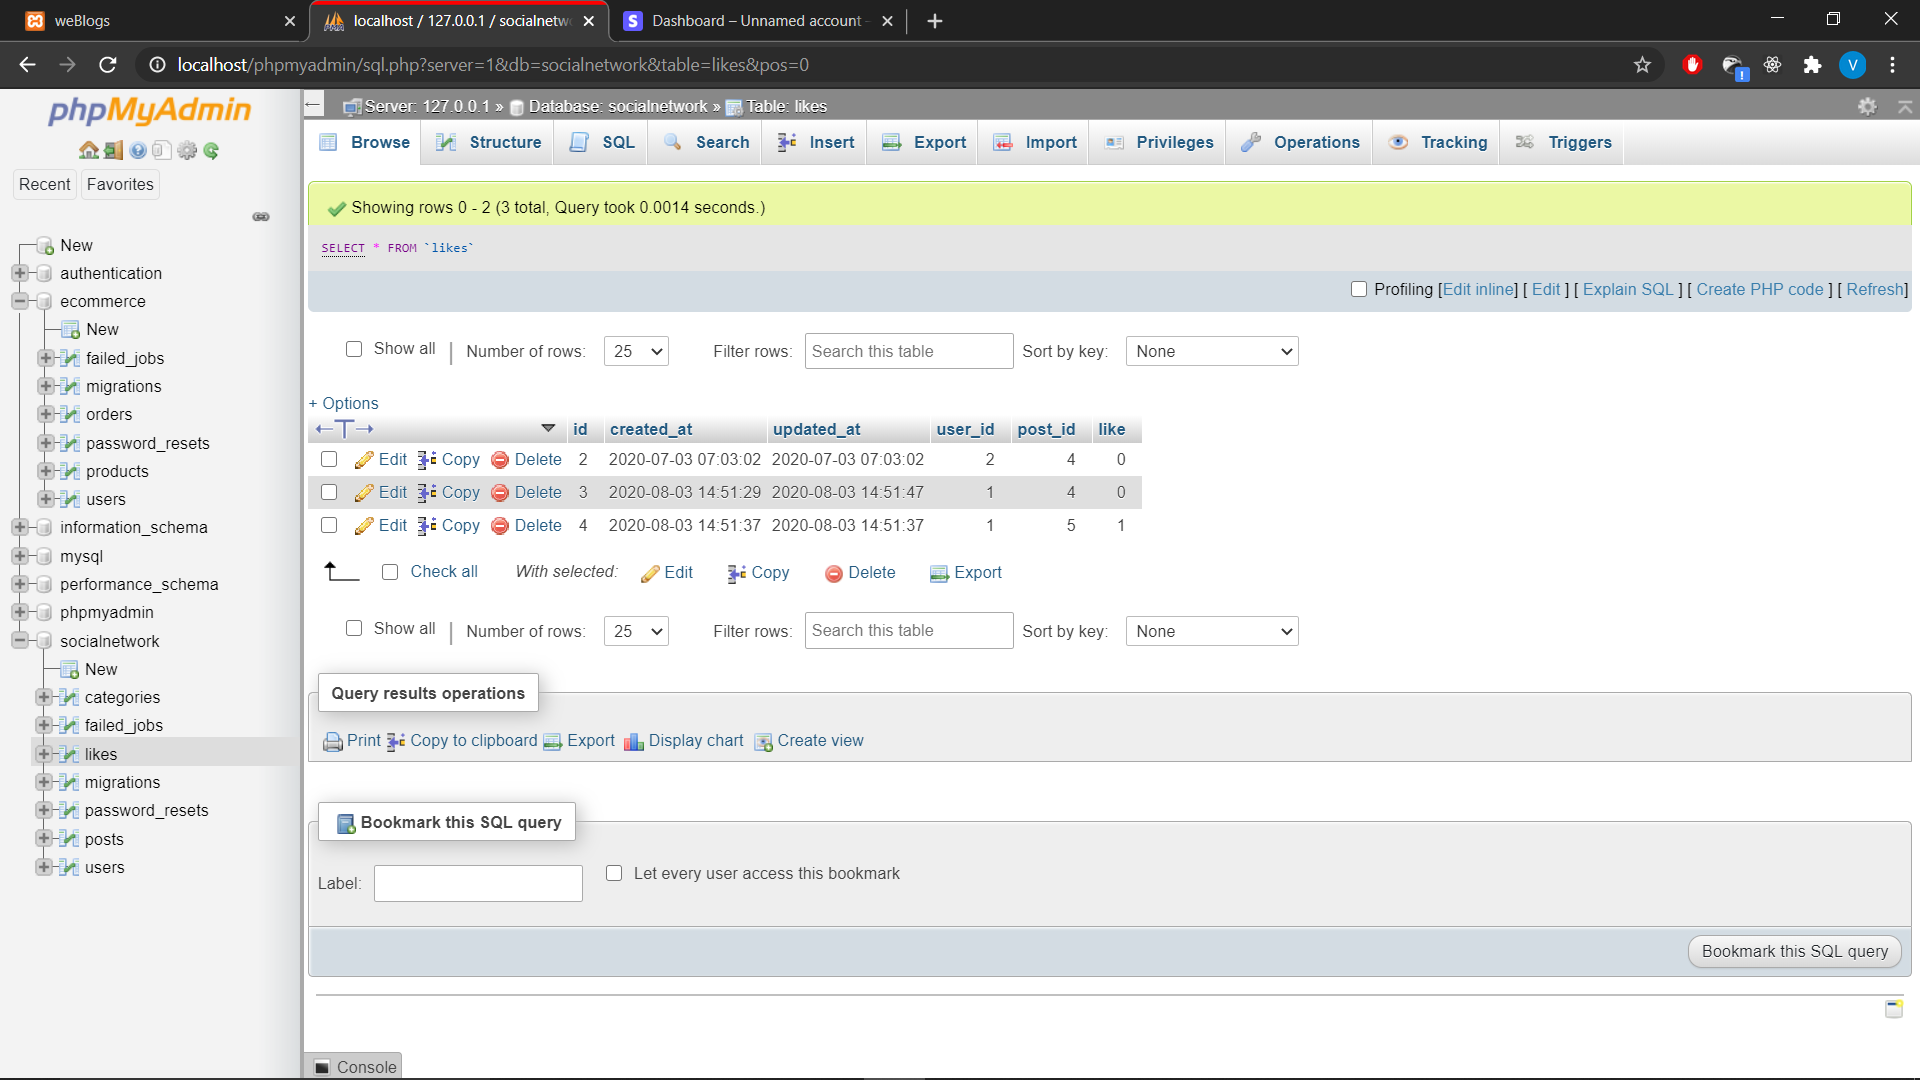 weBlogs
localhost / 127.0.0.1 / socialnetw
Dashboard – Unnamed account -
localhost/phpmyadmin/sql.php?server=1&db=socialnetwork&table=likes&pos=0
V
phpMyAdmin
Server: 127.0.0.1 » Database: socialnetwork » Table: likes
Browse Structure SQL Search Insert Export Import Privileges Operations Tracking Triggers
Recent Favorites
New
authentication
ecommerce
New
failed_jobs
migrations
orders
password_resets
products
users
information_schema
mysql
performance_schema
phpmyadmin
socialnetwork
New
categories
failed_jobs
likes
migrations
password_resets
posts
users
Showing rows 0 - 2 (3 total, Query took 0.0014 seconds.)
SELECT * FROM `likes`
Profiling [Edit inline] [ Edit ] [ Explain SQL ] [ Create PHP code ] [ Refresh]
Show all | Number of rows: 25 Filter rows: Search this table Sort by key: None
+ Options
←T→ id created_at updated_at user_id post_id like
Edit Copy Delete 2 2020-07-03 07:03:02 2020-07-03 07:03:02 2 4 0
Edit Copy Delete 3 2020-08-03 14:51:29 2020-08-03 14:51:47 1 4 0
Edit Copy Delete 4 2020-08-03 14:51:37 2020-08-03 14:51:37 1 5 1
Check all With selected: Edit Copy Delete Export
Show all | Number of rows: 25 Filter rows: Search this table Sort by key: None
Query results operations
Print Copy to clipboard Export Display chart Create view
Bookmark this SQL query
Label: Let every user access this bookmark
Bookmark this SQL query
Console